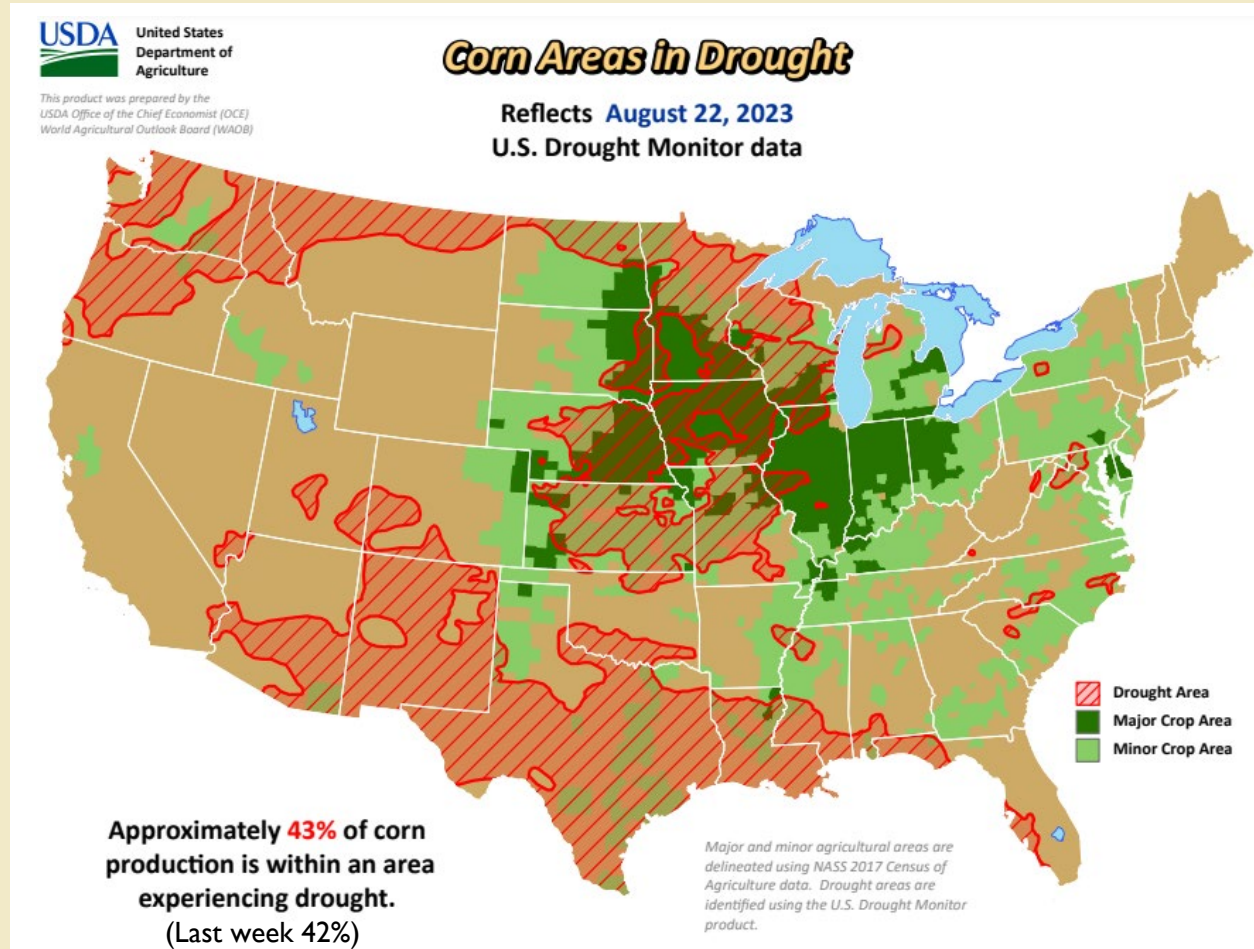 USDA
United States
Department of
Agriculture
This product was prepared by the
USDA Office of the Chief Economist (OCE)
World Agricultural Outlook Board (WAOB)
Corn Areas in Drought
Reflects August 22, 2023
U.S. Drought Monitor data
Drought Area
Major Crop Area
Minor Crop Area
Approximately 43% of corn
production is within an area
experiencing drought.
(Last week 42%)
Major and minor agricultural areas are
delineated using NASS 2017 Census of
Agriculture data. Drought areas are
identified using the U.S. Drought Monitor
product.